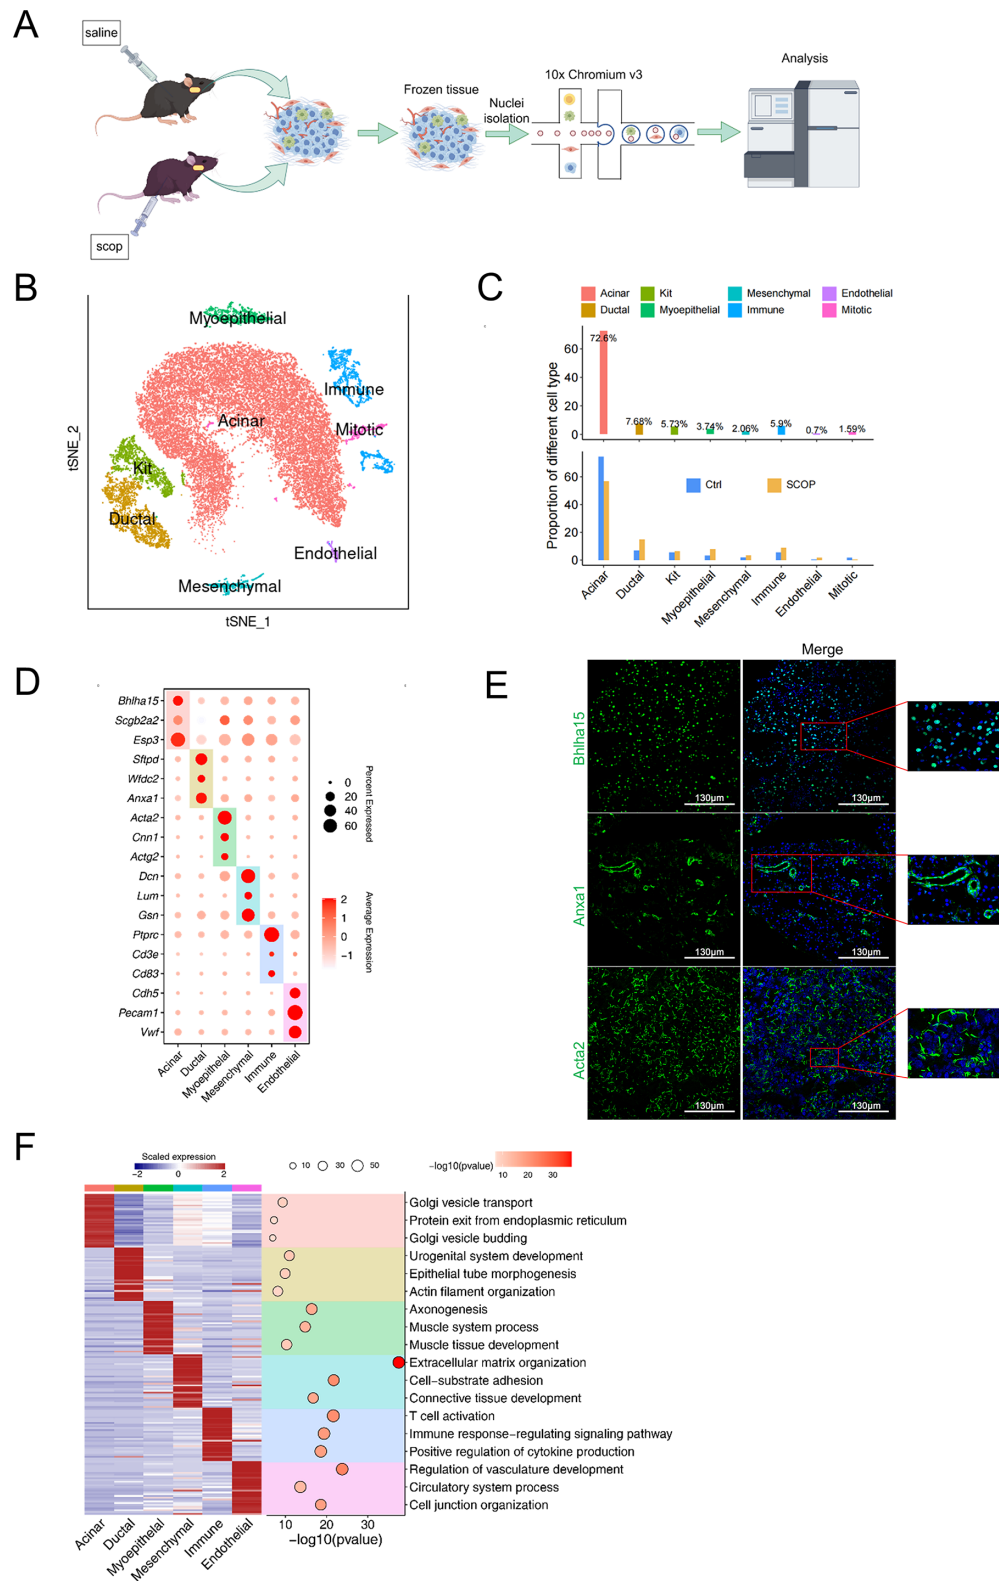 A
saline
scop
Frozen tissue
Nuclei
isolation
10x Chromium v3
Analysis
B
Myoepithelial
Immune
Acinar
Mitotic
Kit
Ductal
Endothelial
Mesenchymal
tSNE_2
tSNE_1
C
Acinar
Kit
Mesenchymal
Endothelial
Ductal
Myoepithelial
Immune
Mitotic
Proportion of different cell type
60
40
20
0
72.6%
7.68%
5.73%
3.74%
2.06%
5.9%
0.7%
1.59%
60
40
20
0
Ctrl
SCOP
Acinar
Ductal
Kit
Myoepithelial
Mesenchymal
Immune
Endothelial
Mitotic
D
Bhlha15
Scgb2a2
Esp3
Sftpd
Wfdc2
Anxa1
Acta2
Cnn1
Actg2
Dcn
Lum
Gsn
Ptprc
Cd3e
Cd83
Cdh5
Pecam1
Vwf
Acinar
Ductal
Myoepithelial
Mesenchymal
Immune
Endothelial
0
20
40
60
Percent Expressed
2
1
0
−1
Average Expression
E
Merge
Bhlha15
130μm
130μm
Anxa1
130μm
130μm
Acta2
130μm
130μm
F
Scaled expression
−2 0 2
10 30 50
−log10(pvalue)
10 20 30
Golgi vesicle transport
Protein exit from endoplasmic reticulum
Golgi vesicle budding
Urogenital system development
Epithelial tube morphogenesis
Actin filament organization
Axonogenesis
Muscle system process
Muscle tissue development
Extracellular matrix organization
Cell−substrate adhesion
Connective tissue development
T cell activation
Immune response−regulating signaling pathway
Positive regulation of cytokine production
Regulation of vasculature development
Circulatory system process
Cell junction organization
Acinar
Ductal
Myoepithelial
Mesenchymal
Immune
Endothelial
10 20 30
−log10(pvalue)